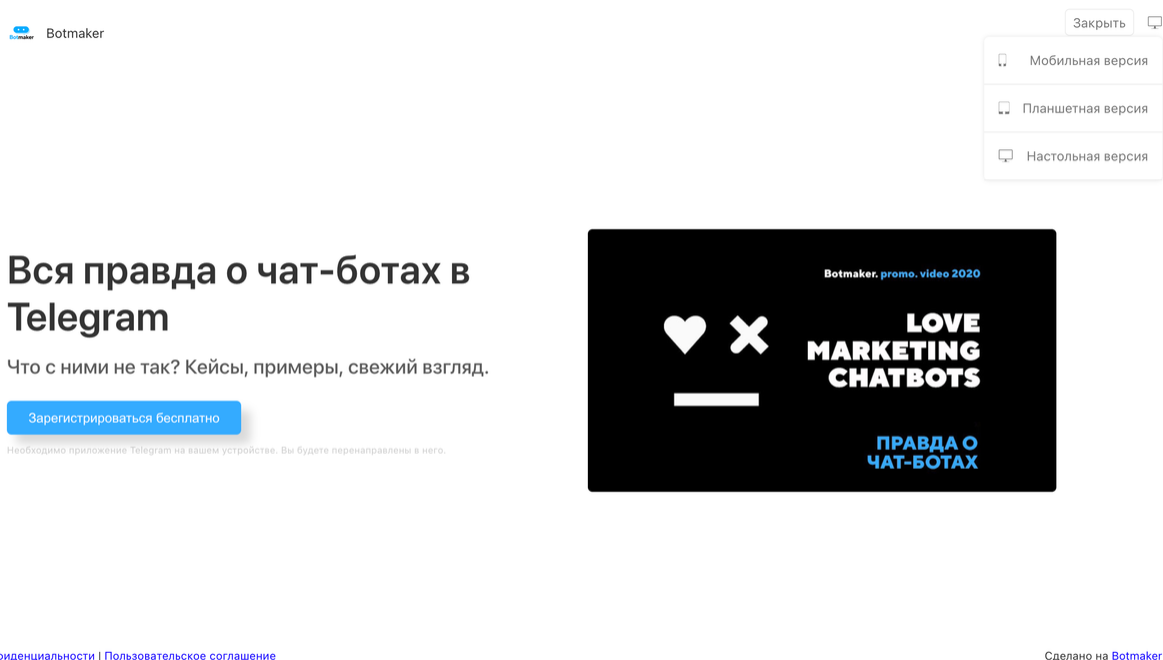 Botmaker
Botmaker
Закрыть
Мобильная версия
Планшетная версия
Настольная версия
Вся правда о чат-ботах в
Telegram
Что с ними не так? Кейсы, примеры, свежий взгляд.
Зарегистрироваться бесплатно
Необходимо приложение Telegram на вашем устройстве. Вы будете перенаправлены в него.
Botmaker. promo. video 2020
LOVE
MARKETING
CHATBOTS
ПРАВДА О
ЧАТ-БОТАХ
фиденциальности | Пользовательское соглашение
Сделано на Botmaker